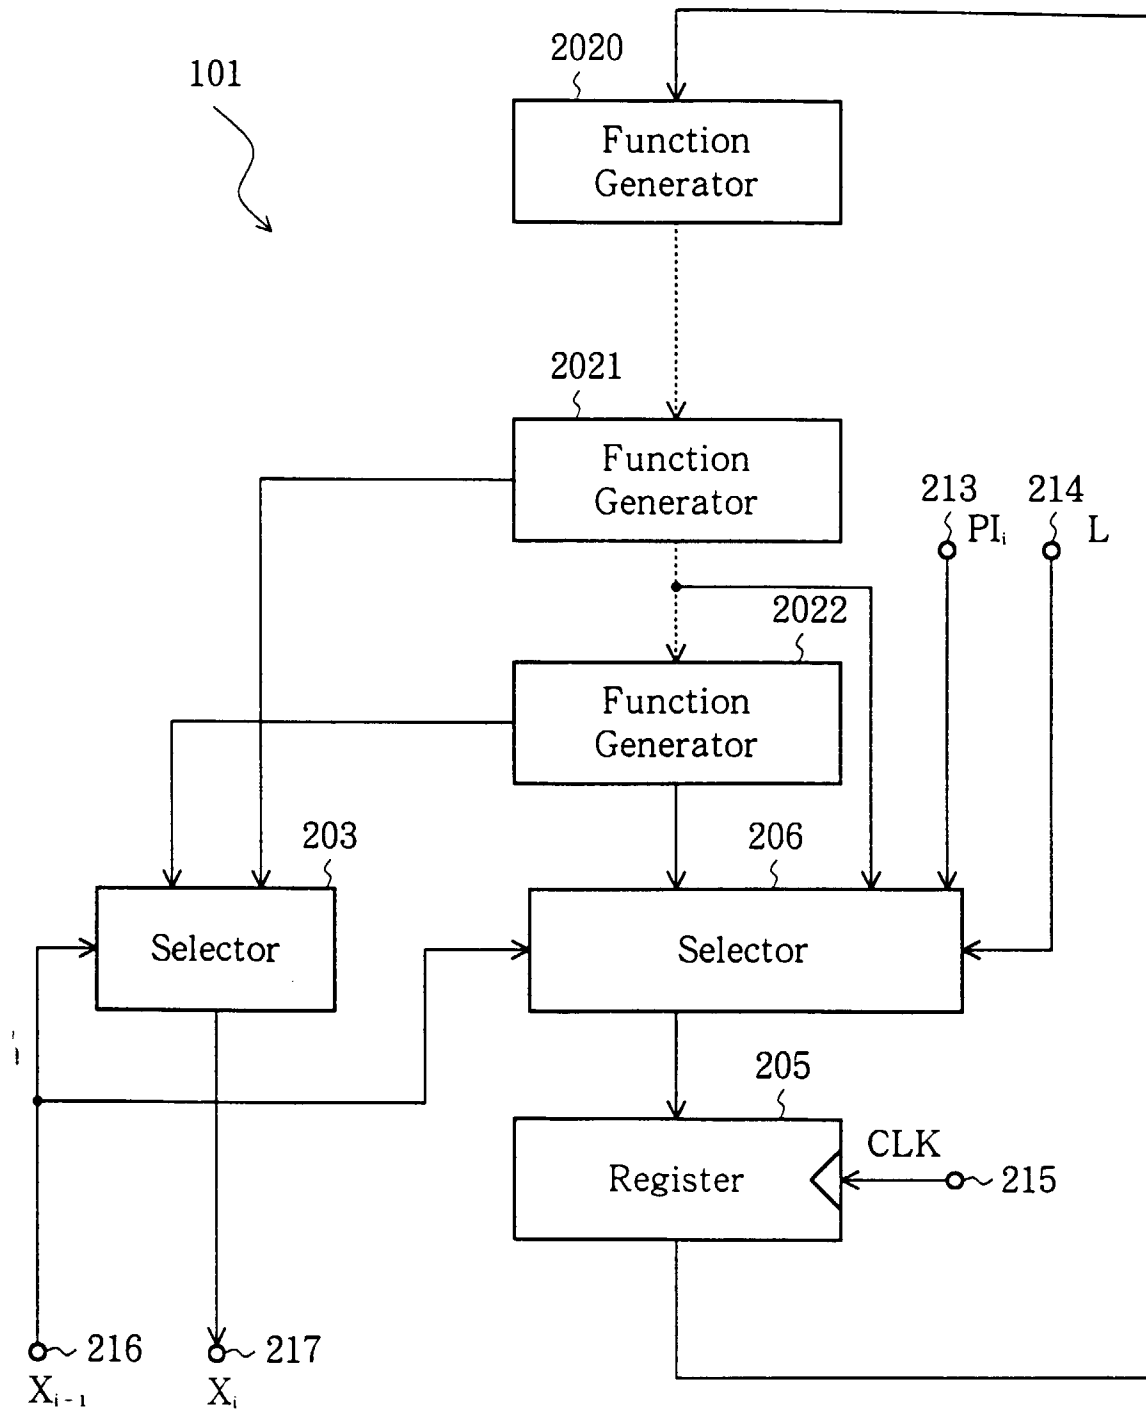 2020
101
Function
Generator
2021
Function
Generator
213
214
PIi
L
2022
Function
Generator
203
206
Selector
Selector
205
Register
CLK
215
216
217
Xi-1
Xi